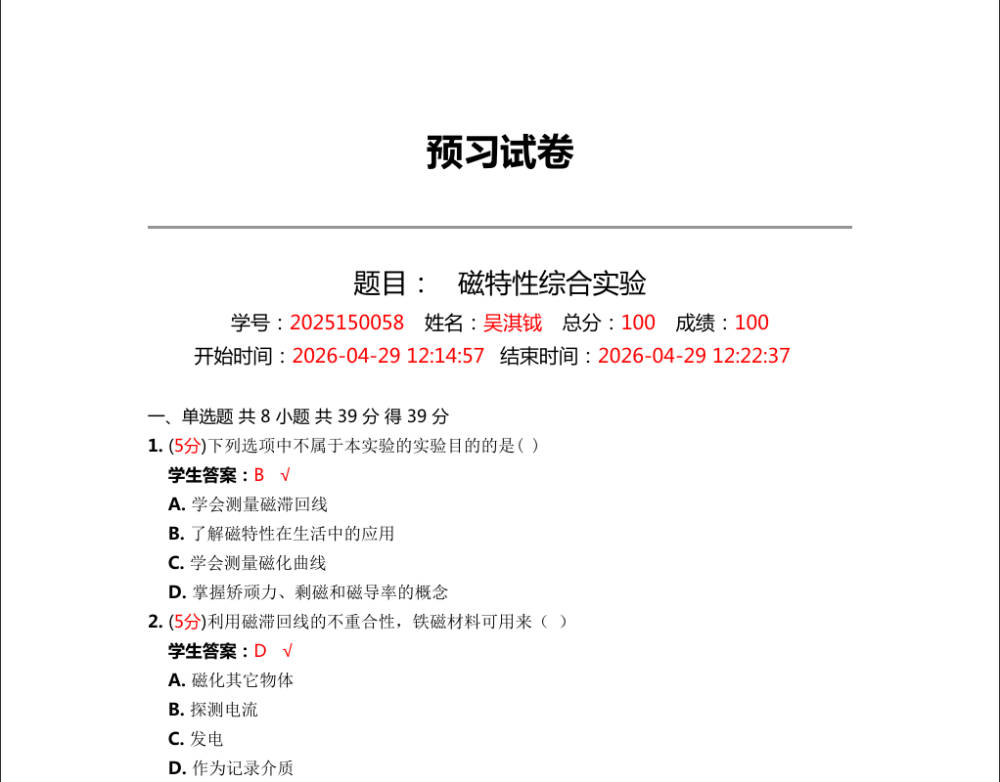 预习试卷
题目： 磁特性综合实验
学号：2025150058 姓名：吴淇钺 总分：100 成绩：100
开始时间：2026-04-29 12:14:57 结束时间：2026-04-29 12:22:37
一、单选题 共 8 小题 共 39 分 得 39 分
1. (5分)下列选项中不属于本实验的实验目的的是( )
学生答案：B √
A. 学会测量磁滞回线
B. 了解磁特性在生活中的应用
C. 学会测量磁化曲线
D. 掌握矫顽力、剩磁和磁导率的概念
2. (5分)利用磁滞回线的不重合性，铁磁材料可用来（ ）
学生答案：D √
A. 磁化其它物体
B. 探测电流
C. 发电
D. 作为记录介质